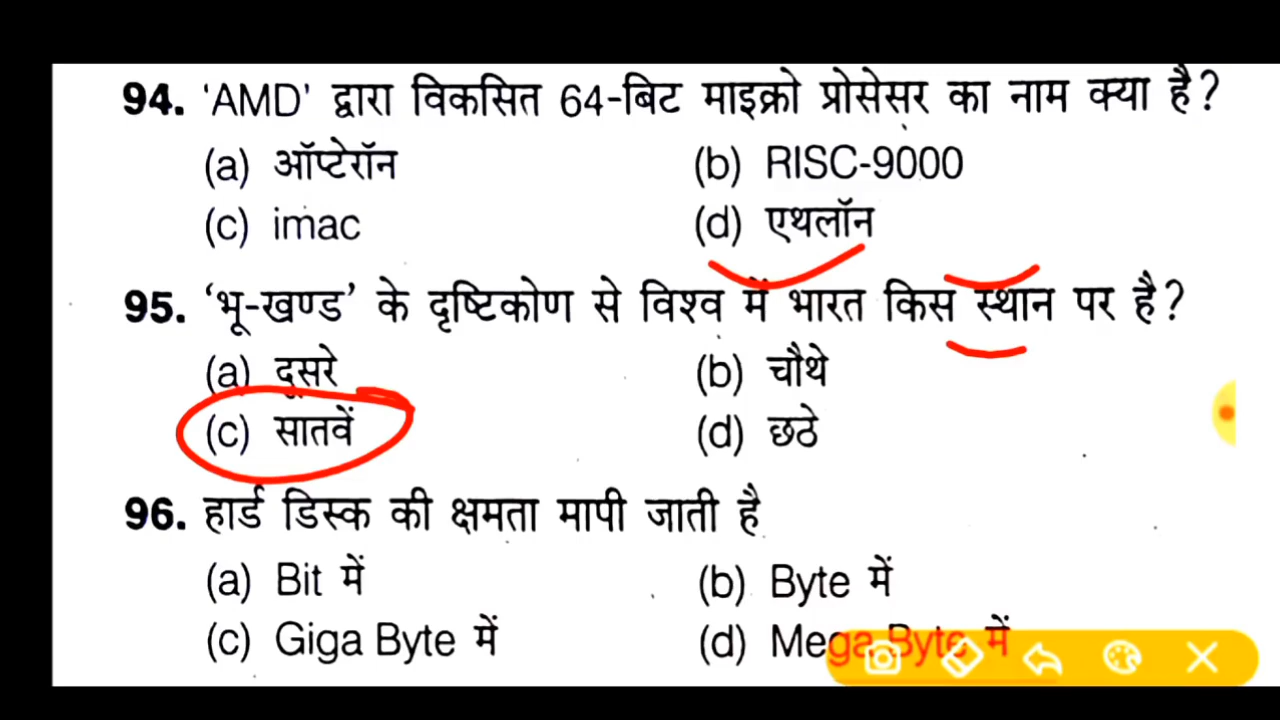 94. 'AMD' द्वारा विकसित 64-बिट माइक्रो प्रोसेसर का नाम क्या है?
(a) ऑप्टेरॉन (b) RISC-9000
(c) imac (d) एथलॉन
95. 'भू-खण्ड' के दृष्टिकोण से विश्व में भारत किस स्थान पर है?
(a) दूसरे (b) चौथे
(c) सातवें (d) छठे
96. हार्ड डिस्क की क्षमता मापी जाती है
(a) Bit में (b) Byte में
(c) Giga Byte में (d) Mega Byte में